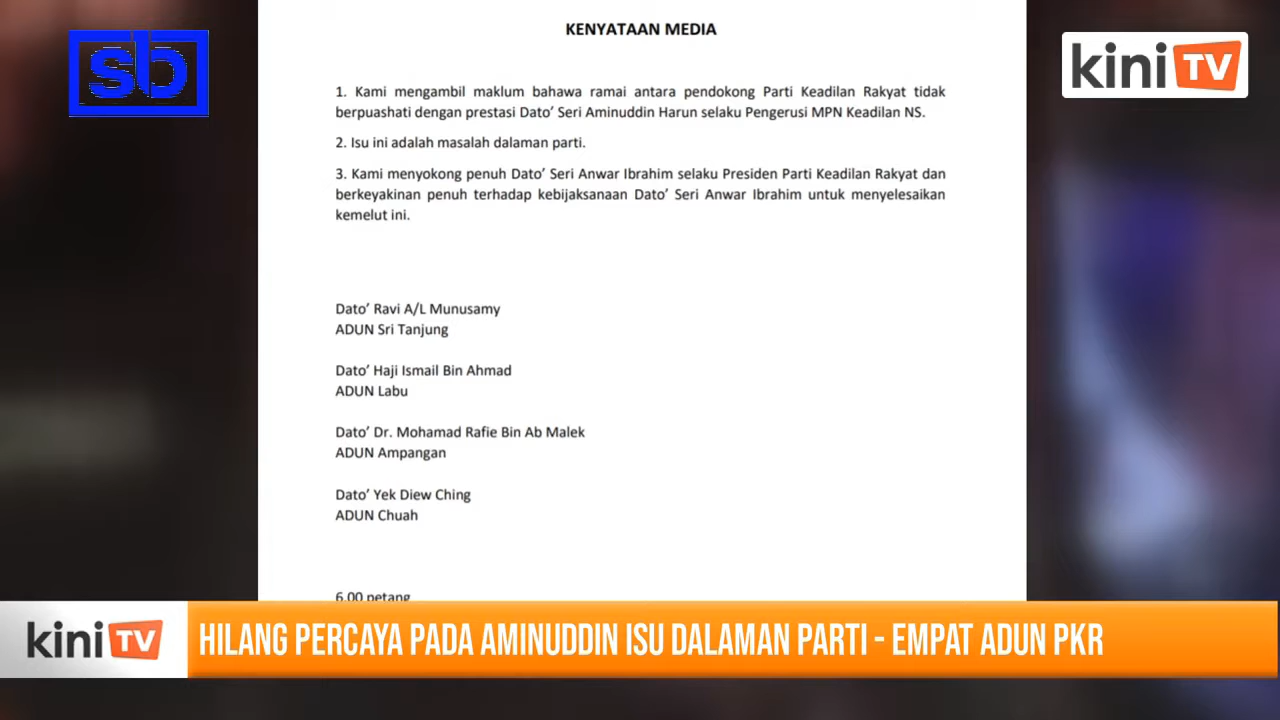 sb
kini TV
KENYATAAN MEDIA
1. Kami mengambil maklum bahawa ramai antara pendokong Parti Keadilan Rakyat tidak
berpuashati dengan prestasi Dato’ Seri Aminuddin Harun selaku Pengerusi MPN Keadilan NS.
2. Isu ini adalah masalah dalaman parti.
3. Kami menyokong penuh Dato’ Seri Anwar Ibrahim selaku Presiden Parti Keadilan Rakyat dan
berkeyakinan penuh terhadap kebijaksanaan Dato’ Seri Anwar Ibrahim untuk menyelesaikan
kemelut ini.
Dato’ Ravi A/L Munusamy
ADUN Sri Tanjung
Dato’ Haji Ismail Bin Ahmad
ADUN Labu
Dato’ Dr. Mohamad Rafie Bin Ab Malek
ADUN Ampangan
Dato’ Yek Diew Ching
ADUN Chuah
6.00 petang
kini TV
HILANG PERCAYA PADA AMINUDDIN ISU DALAMAN PARTI - EMPAT ADUN PKR